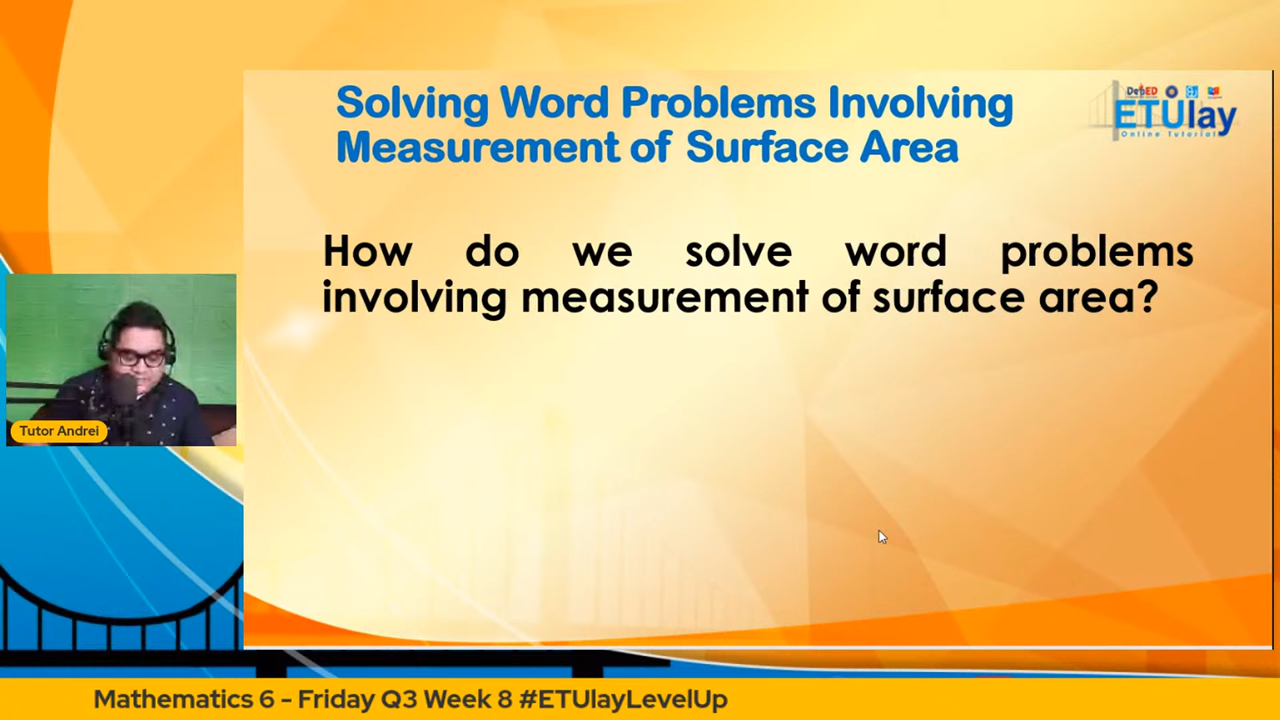 Solving Word Problems Involving
Measurement of Surface Area
DepED
ETUlay
Online Tutorial
How do we solve word problems
involving measurement of surface area?
Tutor Andrei
Mathematics 6 - Friday Q3 Week 8 #ETUlayLevelUp